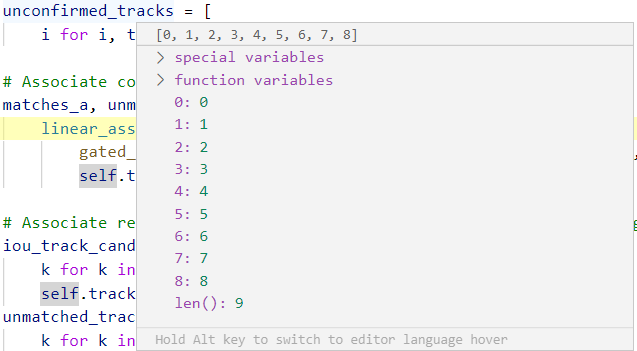 unconfirmed_tracks = [
i for i, t
[0, 1, 2, 3, 4, 5, 6, 7, 8]
> special variables
> function variables
0: 0
1: 1
2: 2
3: 3
4: 4
5: 5
6: 6
7: 7
8: 8
len(): 9
Hold Alt key to switch to editor language hover
# Associate co
matches_a, unm
linear_ass
gated_
self.t
# Associate re
iou_track_cand
k for k in
self.track
unmatched_trac
k for k in